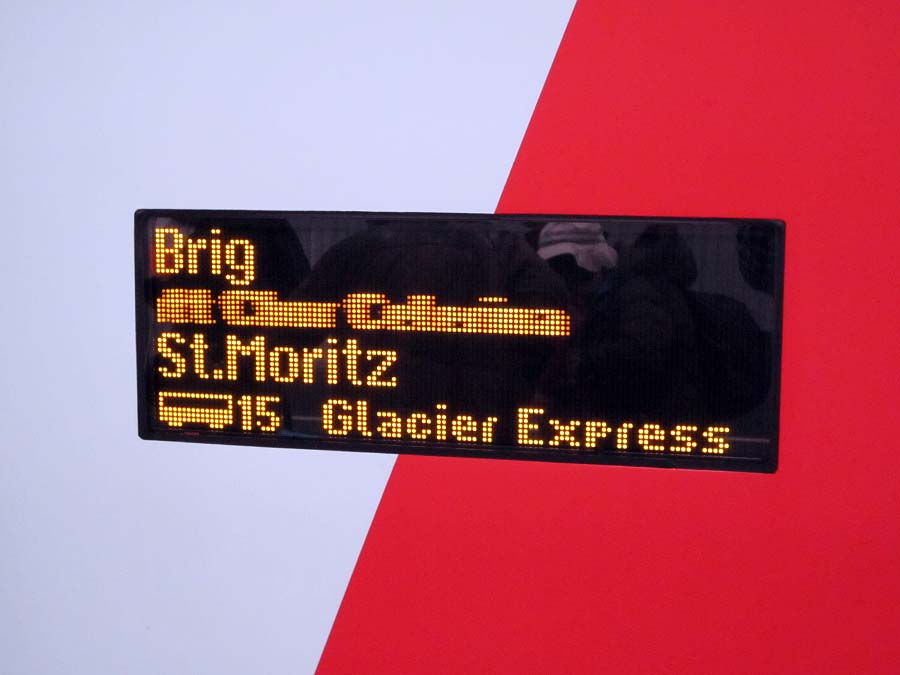 Brig
St.Moritz
15 Glacier Express